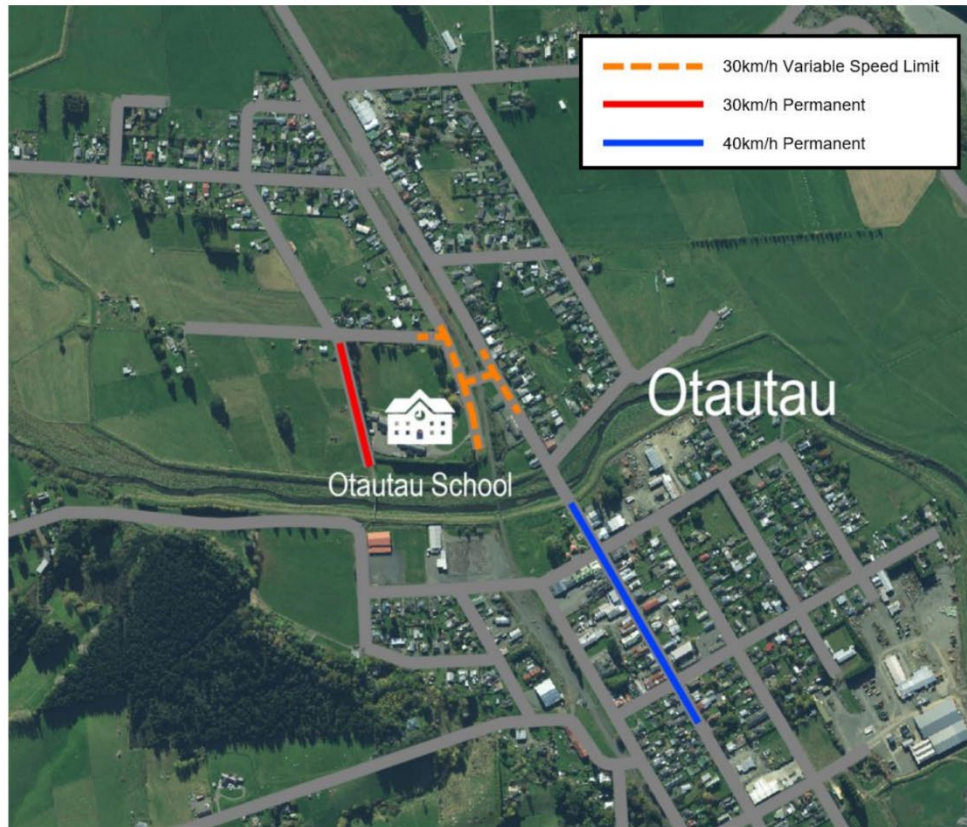 30km/h Variable Speed Limit
30km/h Permanent
40km/h Permanent
Otautau
Otautau School